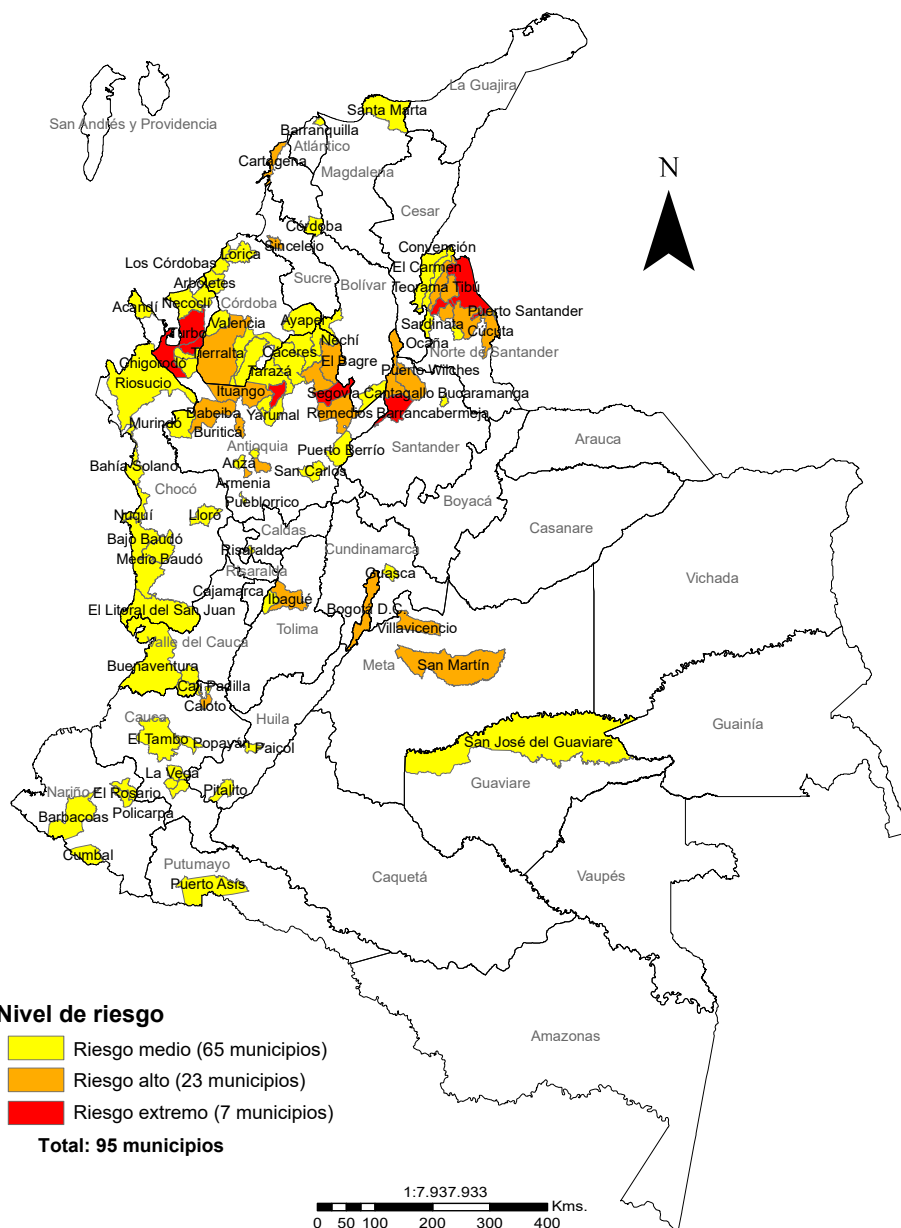 La Guajira
Santa Marta
San Andrés y Providencia
Barranquilla
Atlántico
Cartagena
Magdalena
N
Cesar
Córdoba
Sincelejo
Lorica
Convención
Los Córdobas
El Carmen
Sucre
Arboletes
Teorama
Tibú
Bolívar
Necoclí
Acandí
Córdoba
Puerto Santander
Valencia
Ayapel
Sardinata
Turbo
Cúcuta
Nechí
Ocaña
Norte de Santander
Tierralta
Cáceres
El Bagre
Chigorodó
Tarazá
Puerto Wilches
Riosucio
Ituango
Segovia
Cantagallo
Bucaramanga
Dabeiba
Yarumal
Remedios
Barrancabermeja
Murindó
Buriticá
Antioquia
Puerto Berrío
Santander
Arauca
Bahía Solano
Anzá
San Carlos
Armenia
Chocó
Pueblorrico
Boyacá
Casanare
Nuquí
Lloró
Caldas
Bajo Baudó
Risaralda
Cundinamarca
Medio Baudó
Risaralda
Guasca
Vichada
Cajamarca
Ibagué
El Litoral del San Juan
Bogotá D.C.
Tolima
Villavicencio
Valle del Cauca
Meta
San Martín
Buenaventura
Cali
Padilla
Caloto
Cauca
Huila
Guainía
El Tambo
Popayán
Paicol
San José del Guaviare
La Vega
Pitalito
Guaviare
Nariño
El Rosario
Barbacoas
Policarpa
Cumbal
Putumayo
Caquetá
Vaupés
Puerto Asís
Nivel de riesgo
Amazonas
Riesgo medio (65 municipios)
Riesgo alto (23 municipios)
Riesgo extremo (7 municipios)
Total: 95 municipios
1:7.937.933
Kms.
0 50 100 200 300 400